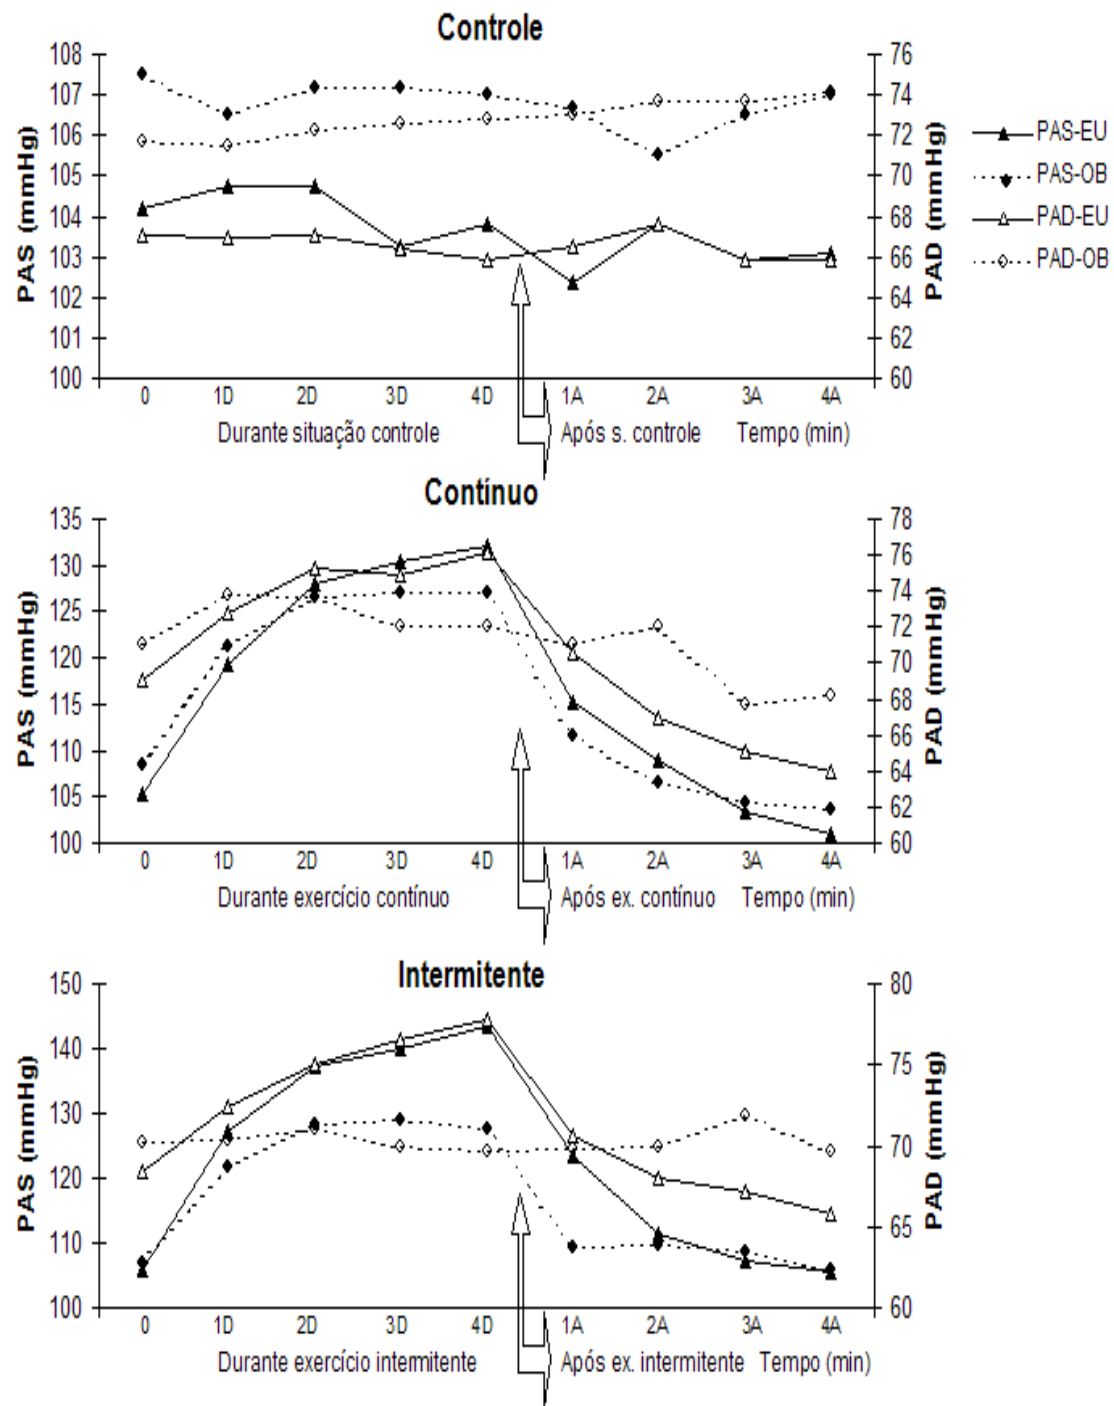 Controle
108
107
106
105
104
103
102
101
100
PAS (mmHg)
76
74
72
70
68
66
64
62
60
PAD (mmHg)
PAS-EU
PAS-OB
PAD-EU
PAD-OB
0 1D 2D 3D 4D 1A 2A 3A 4A
Durante situação controle Após s. controle Tempo (min)
Contínuo
135
130
125
120
115
110
105
100
PAS (mmHg)
78
76
74
72
70
68
66
64
62
60
PAD (mmHg)
0 1D 2D 3D 4D 1A 2A 3A 4A
Durante exercício contínuo Após ex. contínuo Tempo (min)
Intermitente
150
140
130
120
110
100
PAS (mmHg)
80
75
70
65
60
PAD (mmHg)
0 1D 2D 3D 4D 1A 2A 3A 4A
Durante exercício intermitente Após ex. intermitente Tempo (min)